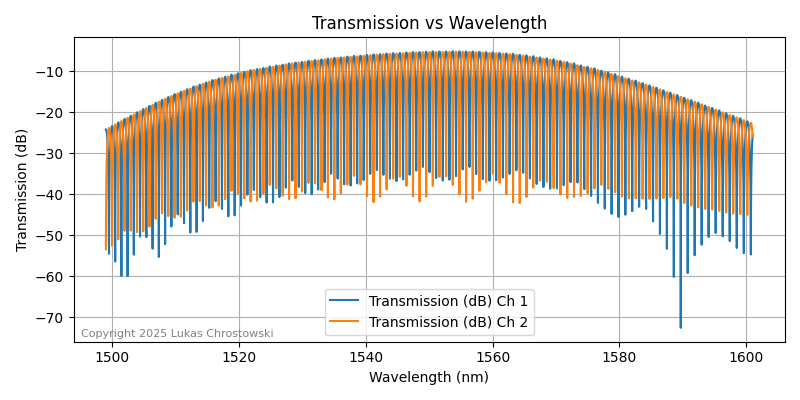 Transmission vs Wavelength
Transmission (dB)
−10
−20
−30
−40
−50
−60
−70
Transmission (dB) Ch 1
Transmission (dB) Ch 2
Copyright 2025 Lukas Chrostowski
1500 1520 1540 1560 1580 1600
Wavelength (nm)